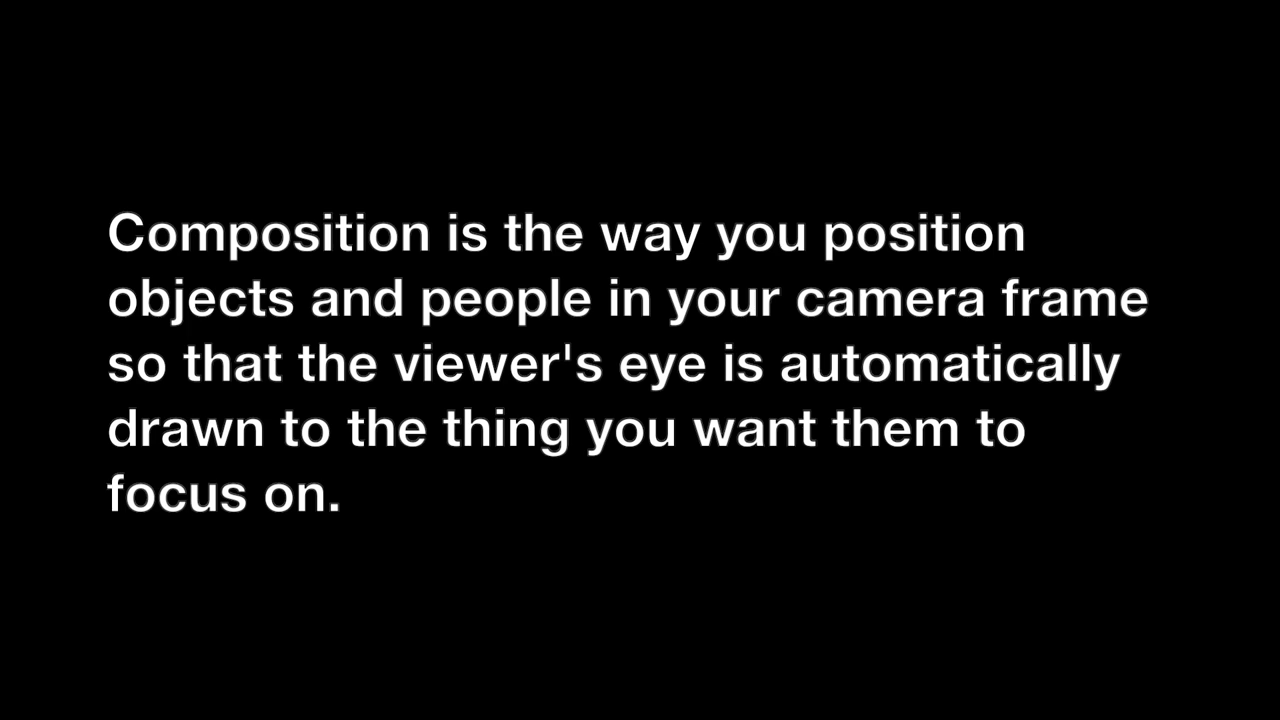 Composition is the way you position
objects and people in your camera frame
so that the viewer's eye is automatically
drawn to the thing you want them to
focus on.